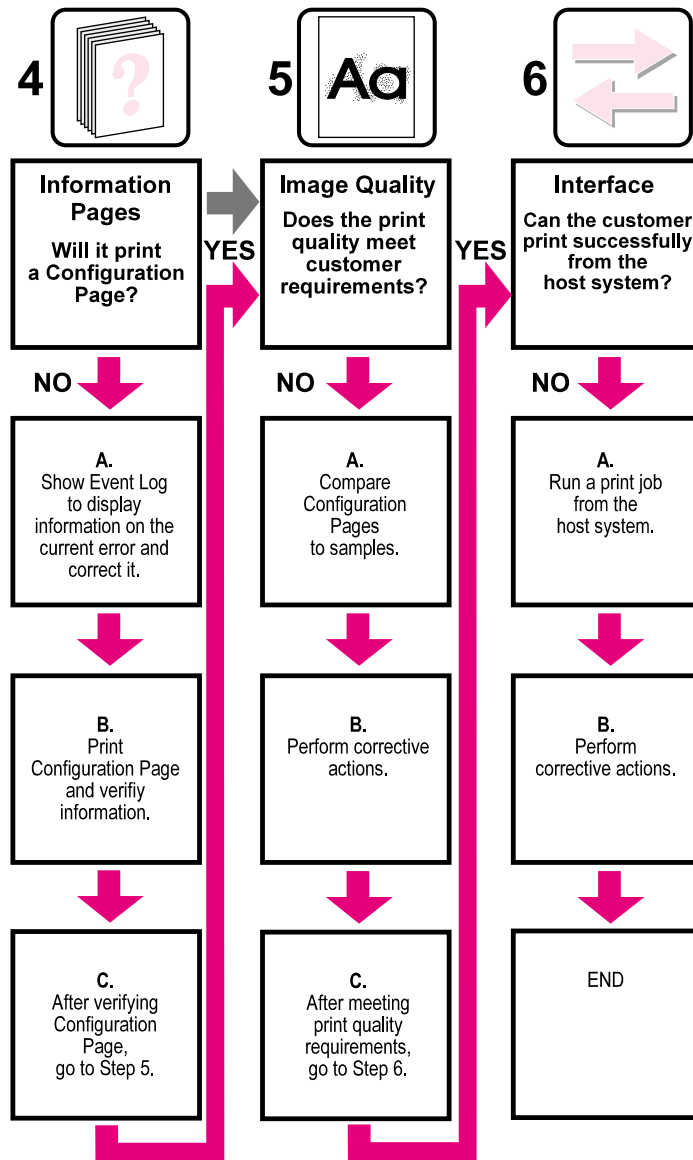 4
?
Information
Pages
Will it print
a Configuration
Page?
YES
NO
A.
Show Event Log
to display
information on the
current error and
correct it.
B.
Print
Configuration Page
and verifiy
information.
C.
After verifying
Configuration
Page,
go to Step 5.
5
Aa
Image Quality
Does the print
quality meet
customer
requirements?
YES
NO
A.
Compare
Configuration
Pages
to samples.
B.
Perform corrective
actions.
C.
After meeting
print quality
requirements,
go to Step 6.
6
Interface
Can the customer
print successfully
from the
host system?
NO
A.
Run a print job
from the
host system.
B.
Perform
corrective actions.
END